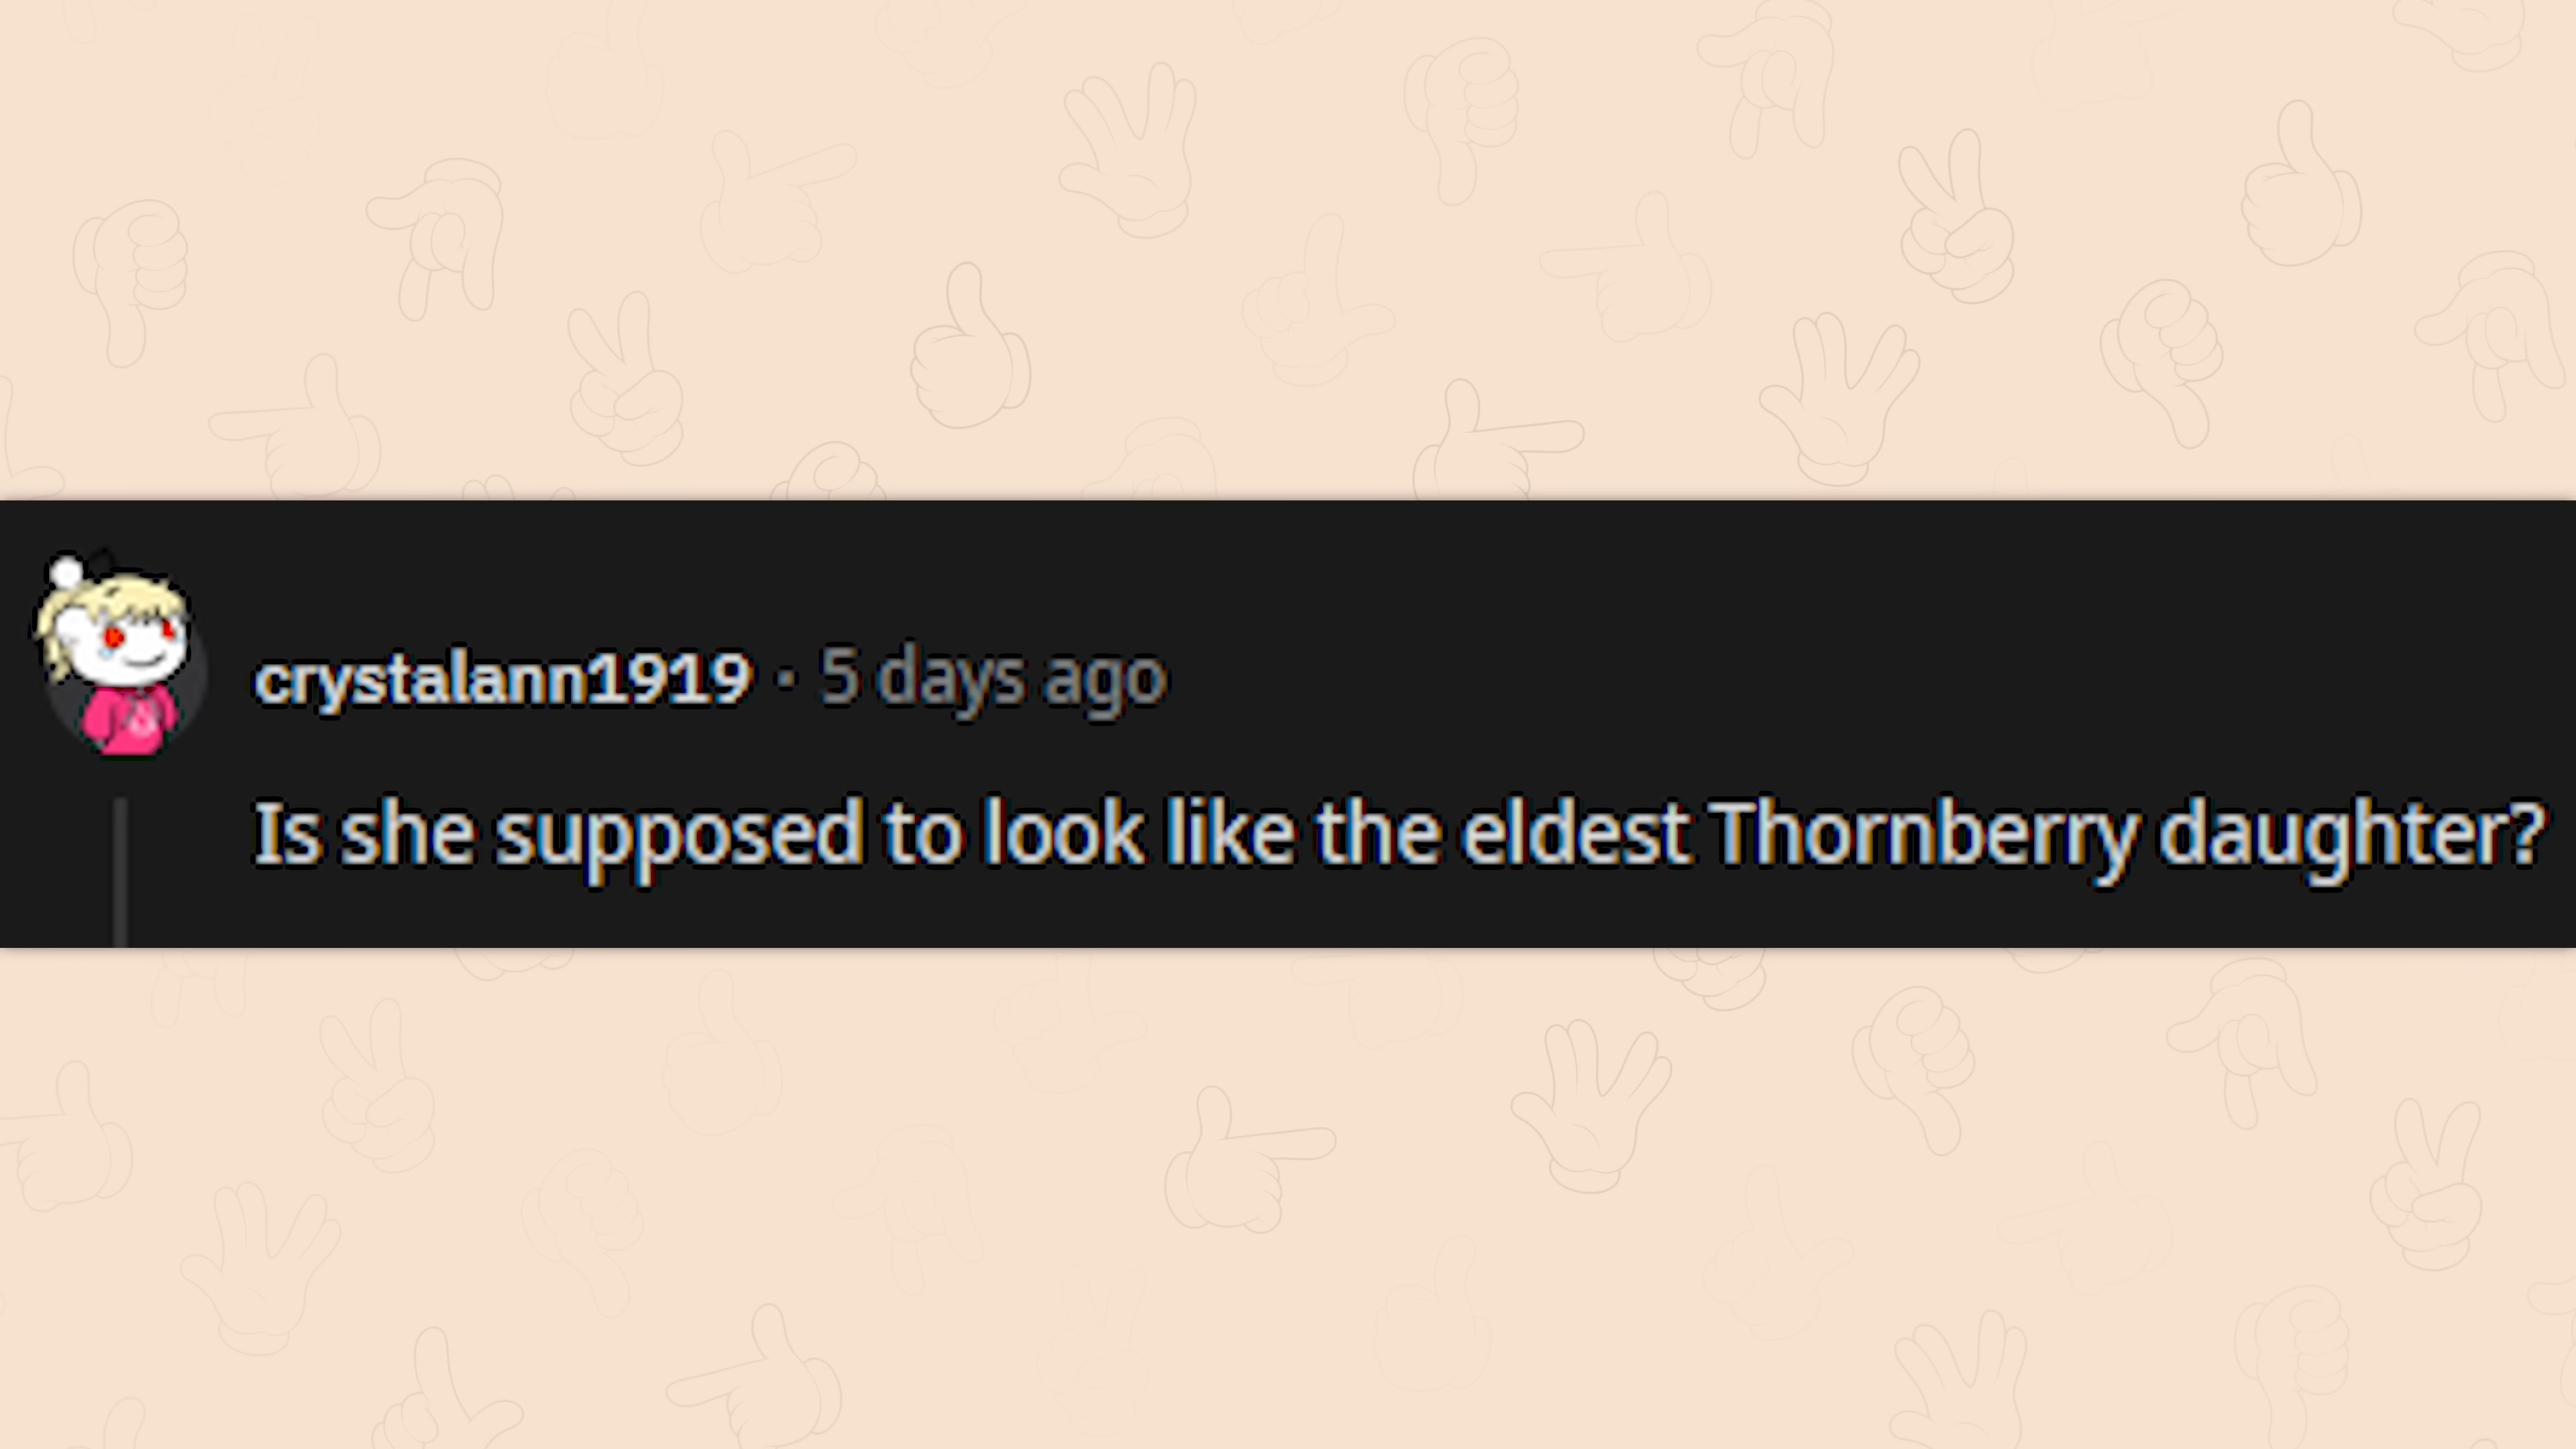 crystalann1919 · 5 days ago
Is she supposed to look like the eldest Thornberry daughter?